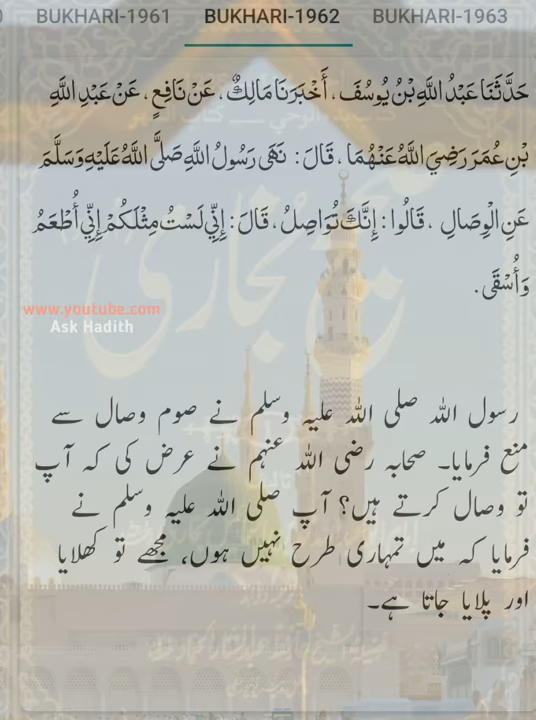 BUKHARI-1961 BUKHARI-1962 BUKHARI-1963
حَدَّثَنَا عَبْدُ اللَّهِ بْنُ يُوسُفَ ، أَخْبَرَنَا مَالِكٌ ، عَنْ نَافِعٍ ، عَنْ عَبْدِ اللَّهِ
بْنِ عُمَرَ رَضِيَ اللَّهُ عَنْهُمَا ، قَالَ : نَهَى رَسُولُ اللَّهِ صَلَّى اللَّهُ عَلَيْهِ وَسَلَّمَ
عَنِ الْوِصَالِ ، قَالُوا : إِنَّكَ تُوَاصِلُ ، قَالَ : إِنِّي لَسْتُ مِثْلَكُمْ إِنِّي أُطْعَمُ
وَأُسْقَى .
www.youtube.com
Ask Hadith
رسول اللہ صلی اللہ علیہ وسلم نے صوم وصال سے
منع فرمایا۔ صحابہ رضی اللہ عنہم نے عرض کی کہ آپ
تو وصال کرتے ہیں؟ آپ صلی اللہ علیہ وسلم نے
فرمایا کہ میں تمہاری طرح نہیں ہوں، مجھے تو کھلایا
اور پلایا جاتا ہے۔